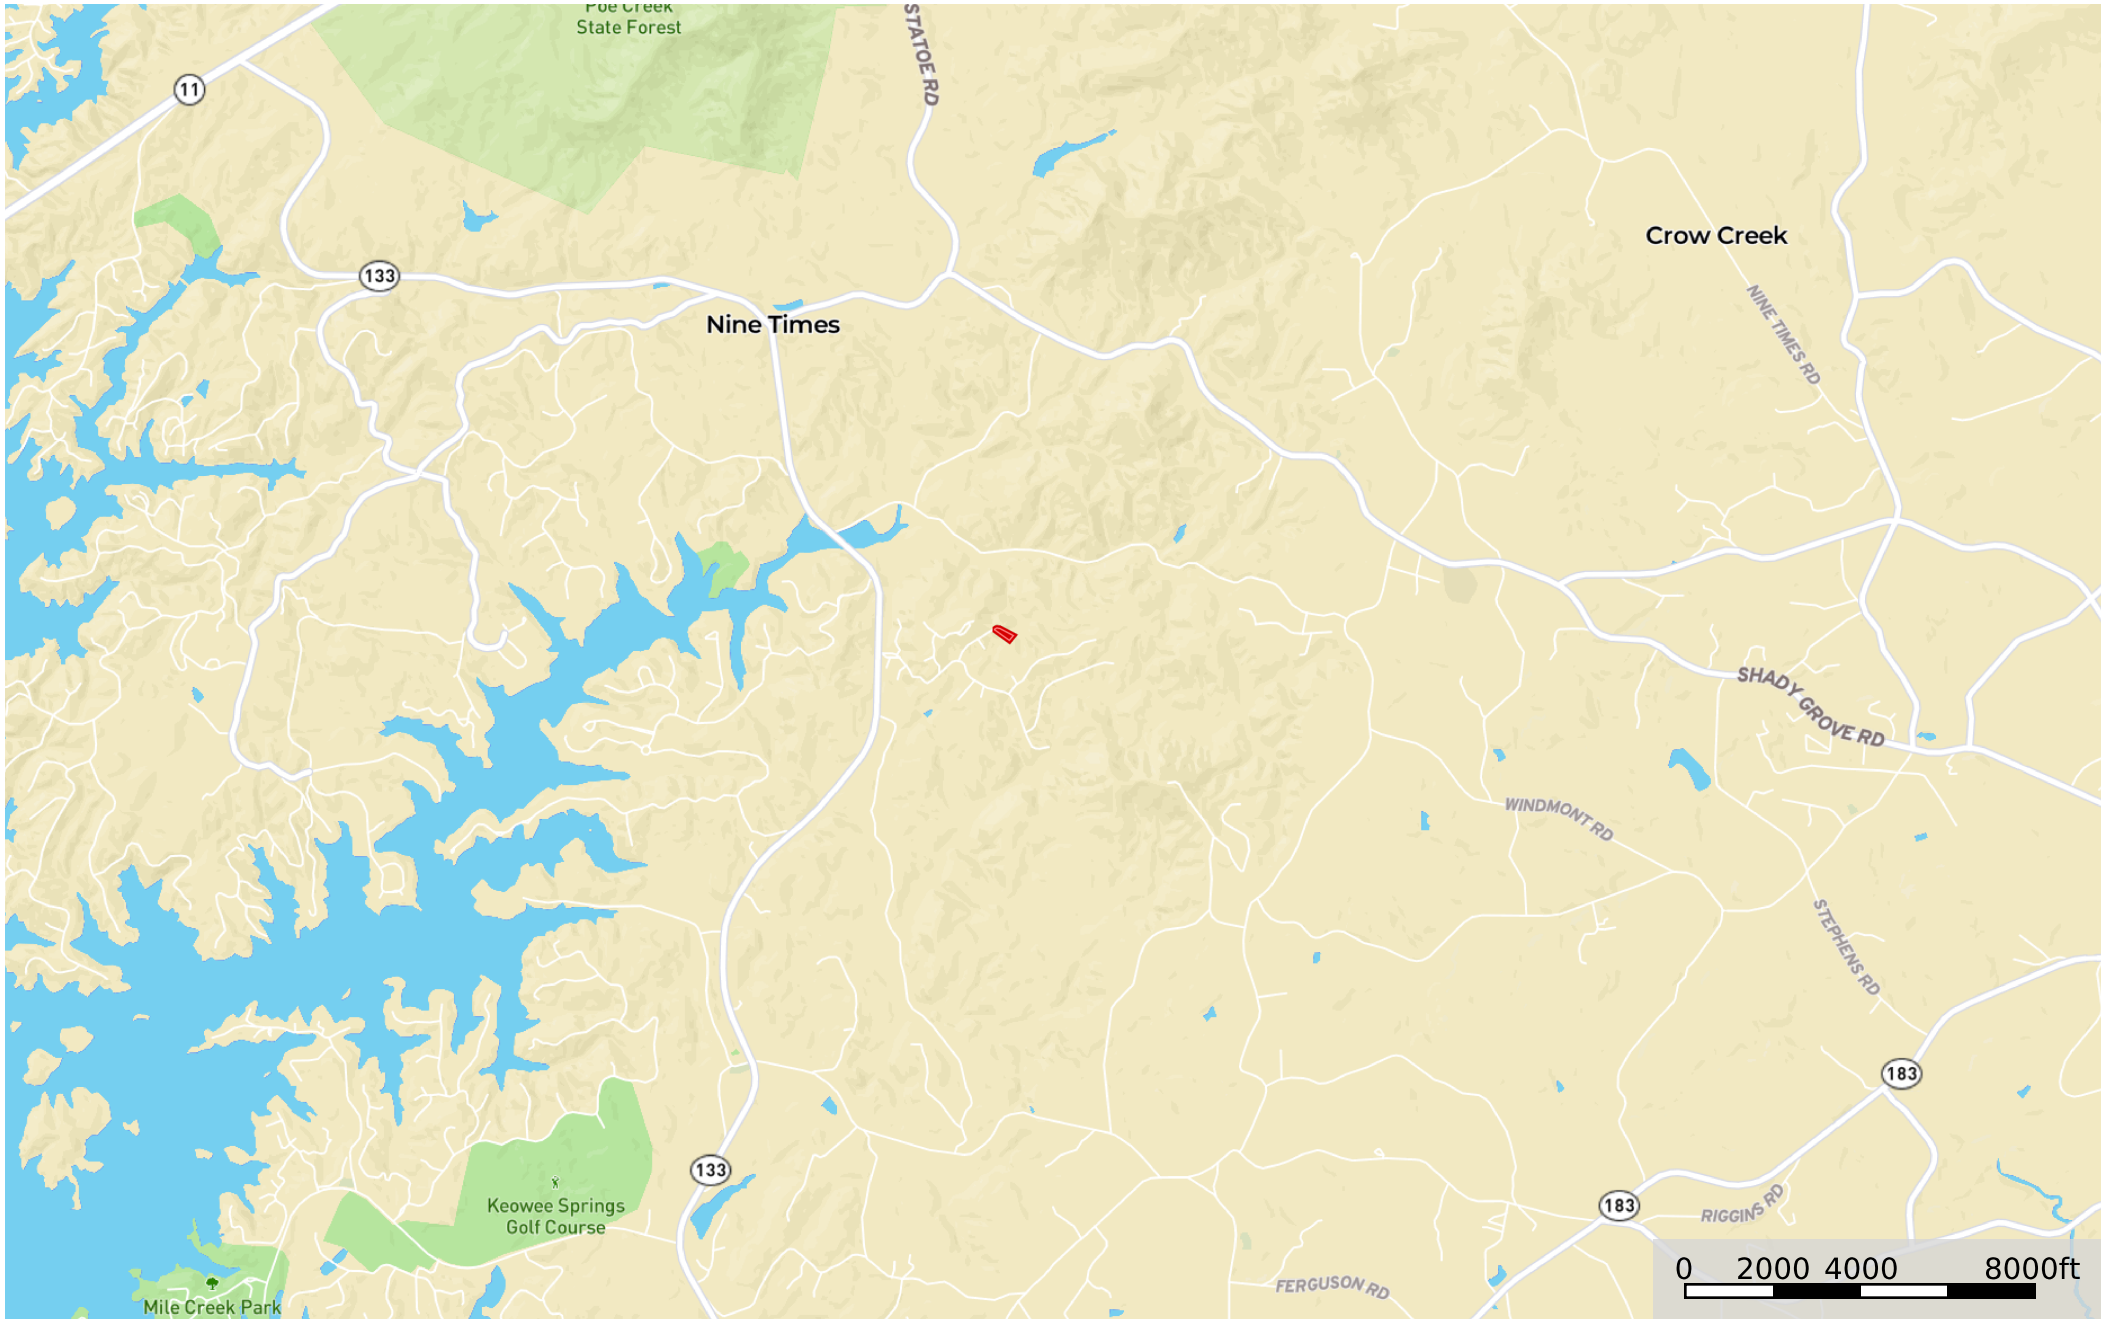 Poe Creek
State Forest
STATOE RD
11
Crow Creek
133
NINE TIMES RD
Nine Times
SHADY GROVE RD
WINDMONT RD
STEPHENS RD
183
133
183
RIGGINS RD
Keowee Springs
Golf Course
0 2000 4000 8000ft
FERGUSON RD
Mile Creek Park